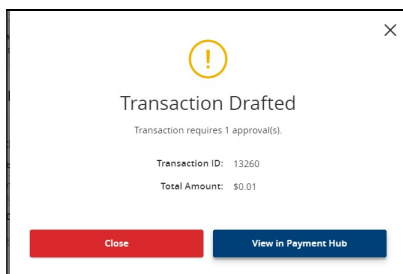 !
Transaction Drafted
Transaction requires 1 approval(s).
Transaction ID: 13260
Total Amount: $0.01
Close View in Payment Hub